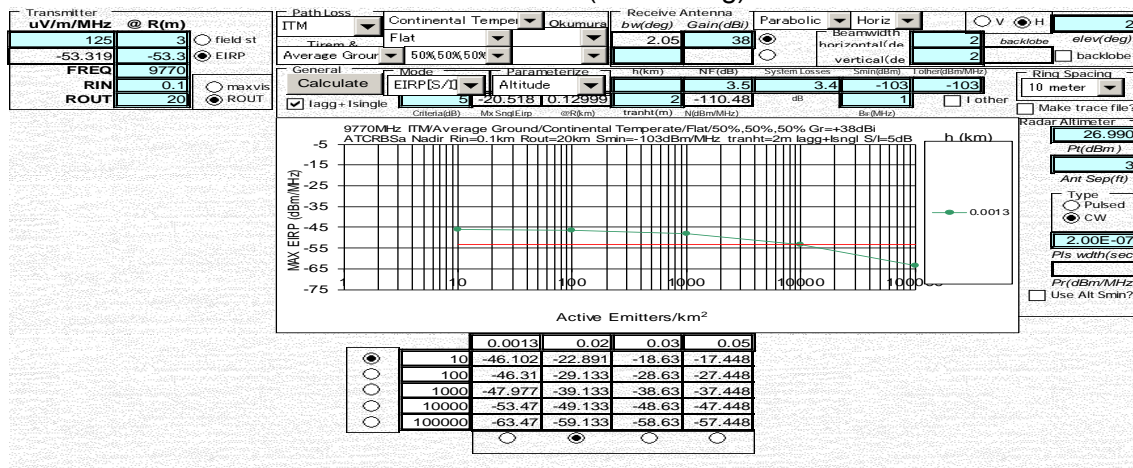 Transmitter
uV/m/MHz @ R(m)
125 3 field st
-53.319 -53.3 EIRP
FREQ 9770
RIN 0.1 maxvis
ROUT 20 ROUT
Path Loss
ITM Continental Temper Okumura
Flat
Average Groun 50%,50%,50%
Receive Antenna
bw(deg) Gain(dBi) Parabolic Horiz V H 2
2.05 38 Beamwidth
horizontal(de 2 backlobe elev(deg)
vertical(de 2 backlobe
General Mode Parameterize h(km) NF(dB) System Losses Smin(dBm) Iother(dBm/MHz) Ring Spacing
Calculate EIRP[S/I] Altitude 3.5 3.4 -103 -103 10 meter
Iagg+Isingle 5 -20.518 0.12999 2 -110.48 dB 1 I other Make trace file?
Criteria(dB) Mx SnglEirp @R(km) tranht(m) N(dBm/MHz) Br(MHz)
Radar Altimeter
26.990
Pt(dBm)
3
Ant Sep(ft)
Type
Pulsed
CW
2.00E-07
Pls wdth(sec
Pr(dBm/MHz)
Use Alt Smin?
9770MHz ITM/Average Ground/Continental Temperate/Flat/50%,50%,50% Gr=+38dBi
ATCRBSa Nadir Rin=0.1km Rout=20km Smin=-103dBm/MHz tranht=2m Iagg+Isngl S/I=5dB
h (km)
0.0013
MAX EIRP (dBm/MHz)
-5
-15
-25
-35
-45
-55
-65
-75
1 10 100 1000 10000 100000
Active Emitters/km²
0.0013 0.02 0.03 0.05
10 -46.102 -22.891 -18.63 -17.448
100 -46.31 -29.133 -28.63 -27.448
1000 -47.977 -39.133 -38.63 -37.448
10000 -53.47 -49.133 -48.63 -47.448
100000 -63.47 -59.133 -58.63 -57.448